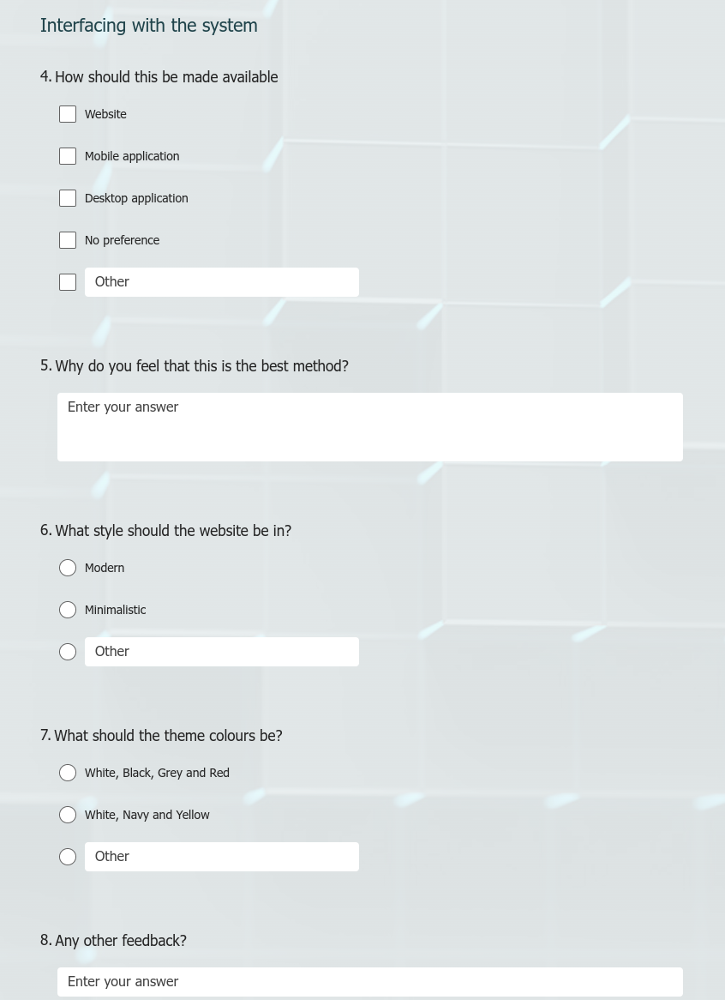 Interfacing with the system
4. How should this be made available
Website
Mobile application
Desktop application
No preference
Other
5. Why do you feel that this is the best method?
Enter your answer
6. What style should the website be in?
Modern
Minimalistic
Other
7. What should the theme colours be?
White, Black, Grey and Red
White, Navy and Yellow
Other
8. Any other feedback?
Enter your answer